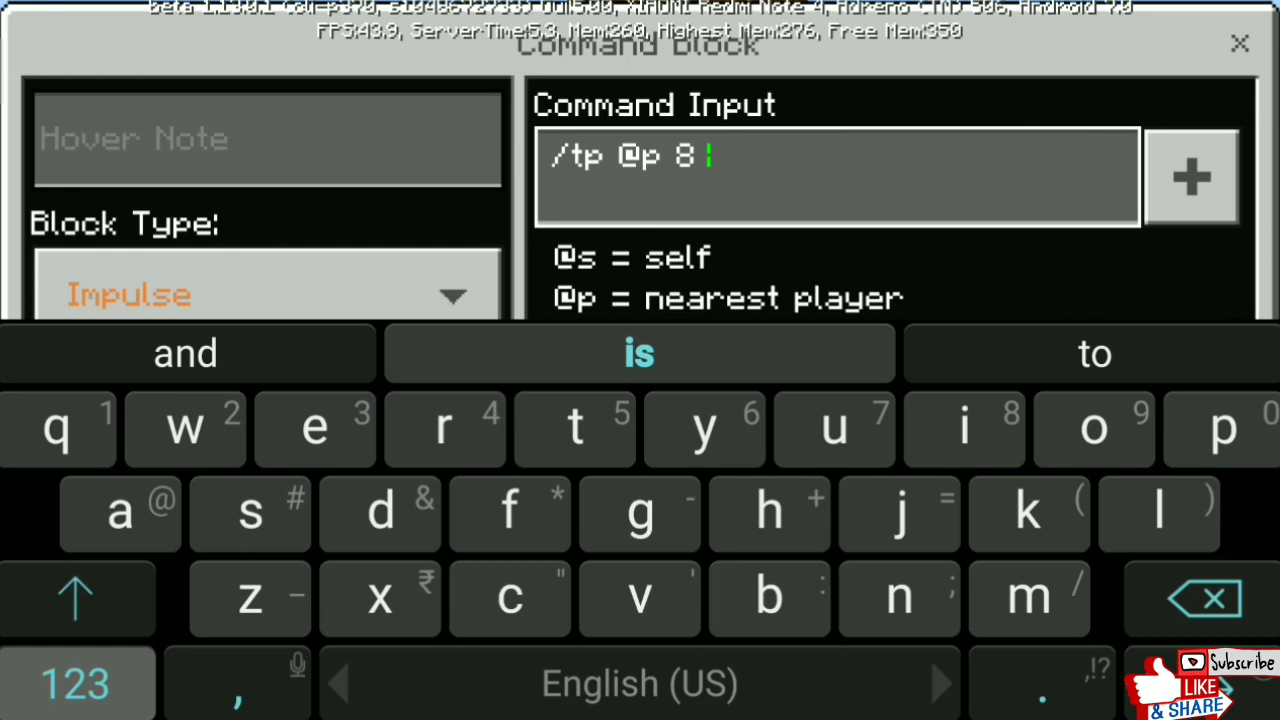 FPS:43.9, ServerTime:5.3, Mem:260, Highest Mem:276, Free Mem:350
Command Block
Hover Note
Block Type:
Impulse
Command Input
/tp @p 8
@s = self
@p = nearest player
and is to
q 1 w 2 e 3 r 4 t 5 y 6 u 7 i 8 o 9 p 0
a @ s # d & f * g - h + j = k ( l )
z _ x ₹ c " v ' b : n ; m /
123 , English (US) . ,!?
Subscribe
LIKE
& SHARE